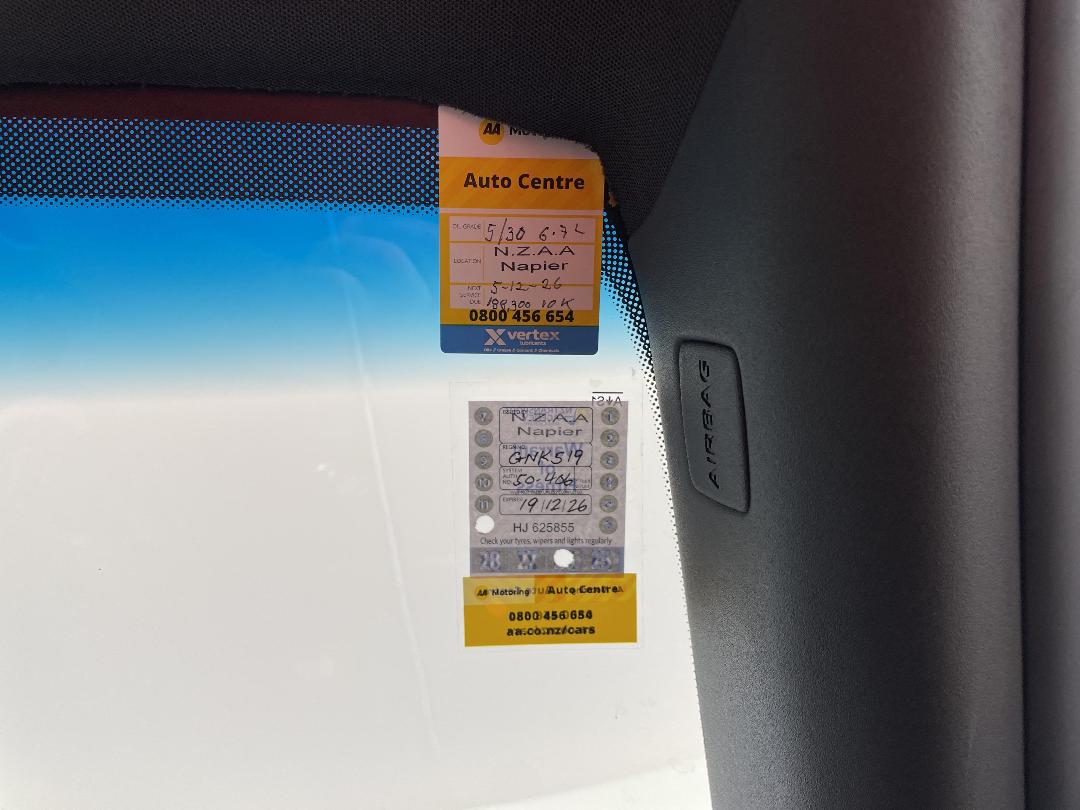 AA
Auto Centre
OIL GRADE 5/30 6.7L
LOCATION N.Z.A.A
Napier
NEXT SERVICE DUE 5-12-26
188,300 10K
0800 456 654
vertex
lubricants
N.Z.A.A
Napier
GNK519
50-406
EXPIRES 19/12/26
HJ 625855
Check your tyres, wipers and lights regularly
AA Motoring Auto Centre
0800 456 654
aa.co.nz/cars
AIRBAG